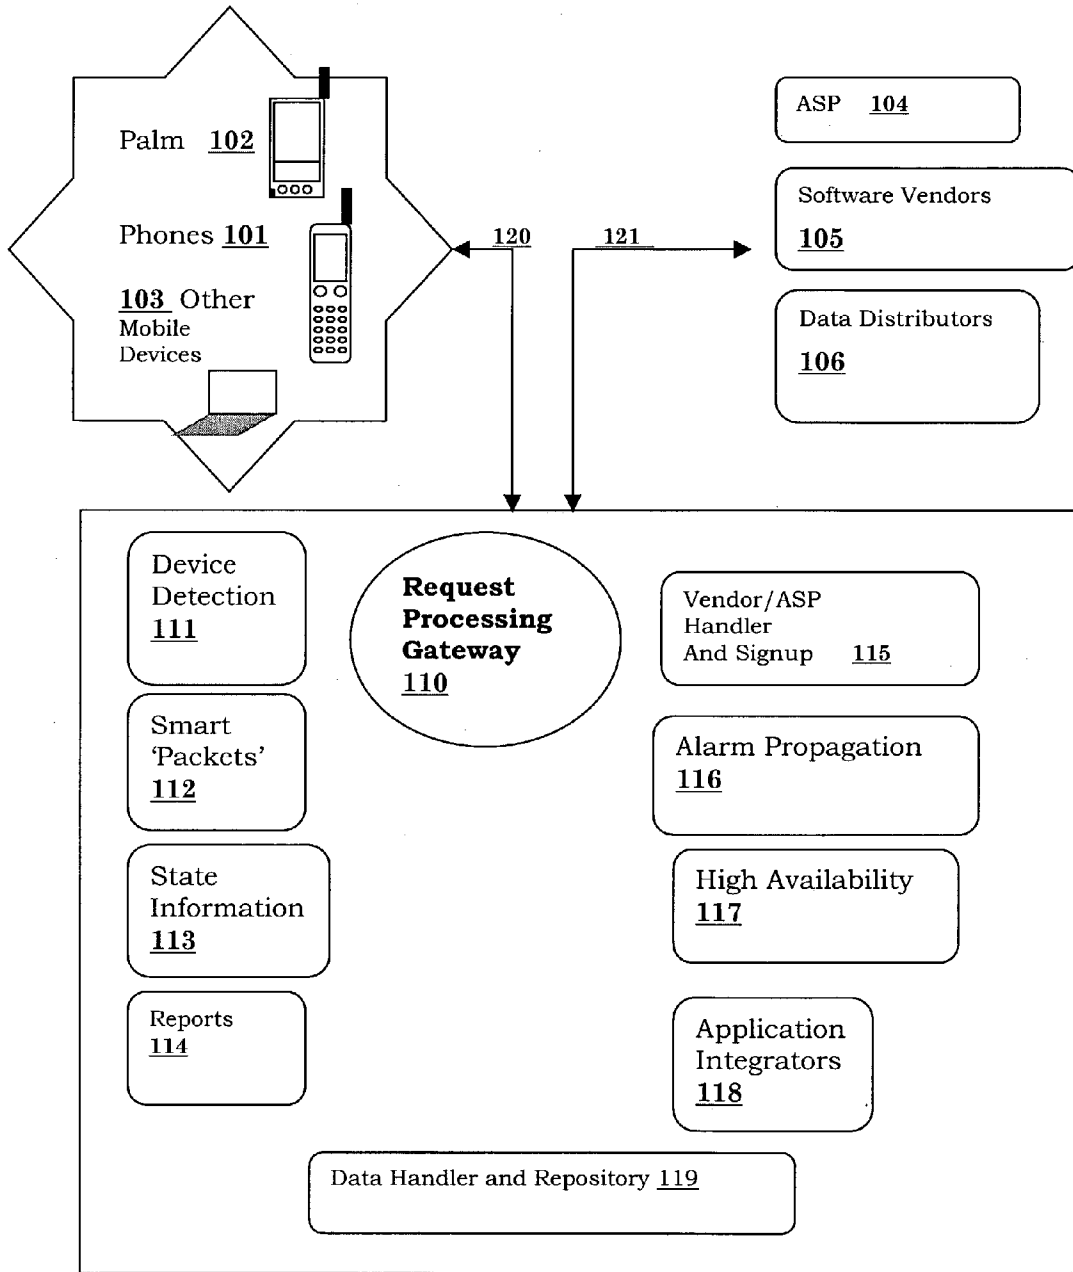 Palm 102
Phones 101
103 Other
Mobile
Devices
120
121
ASP 104
Software Vendors
105
Data Distributors
106
Device
Detection
111
Smart
'Packets'
112
State
Information
113
Reports
114
Request
Processing
Gateway
110
Vendor/ASP
Handler
And Signup 115
Alarm Propagation
116
High Availability
117
Application
Integrators
118
Data Handler and Repository 119